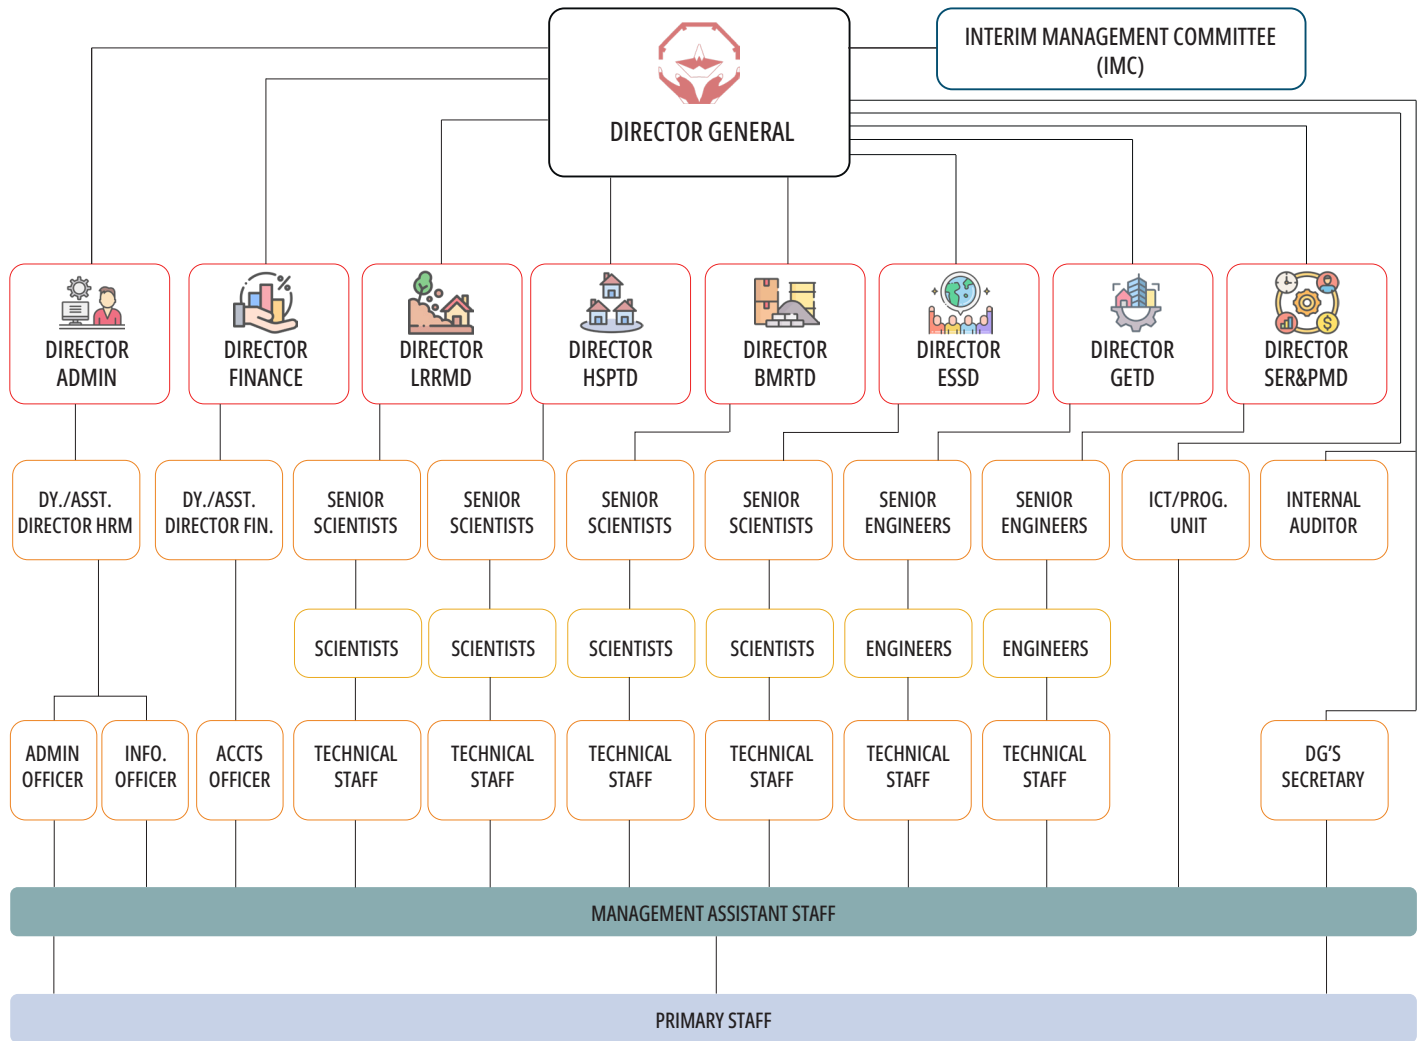 INTERIM MANAGEMENT COMMITTEE
(IMC)
DIRECTOR GENERAL
DIRECTOR
ADMIN
DIRECTOR
FINANCE
DIRECTOR
LRRMD
DIRECTOR
HSPTD
DIRECTOR
BMRTD
DIRECTOR
ESSD
DIRECTOR
GETD
DIRECTOR
SER&PMD
DY./ASST.
DIRECTOR HRM
DY./ASST.
DIRECTOR FIN.
SENIOR
SCIENTISTS
SENIOR
SCIENTISTS
SENIOR
SCIENTISTS
SENIOR
SCIENTISTS
SENIOR
ENGINEERS
SENIOR
ENGINEERS
ICT/PROG.
UNIT
INTERNAL
AUDITOR
SCIENTISTS
SCIENTISTS
SCIENTISTS
SCIENTISTS
ENGINEERS
ENGINEERS
ADMIN
OFFICER
INFO.
OFFICER
ACCTS
OFFICER
TECHNICAL
STAFF
TECHNICAL
STAFF
TECHNICAL
STAFF
TECHNICAL
STAFF
TECHNICAL
STAFF
TECHNICAL
STAFF
DG'S
SECRETARY
MANAGEMENT ASSISTANT STAFF
PRIMARY STAFF